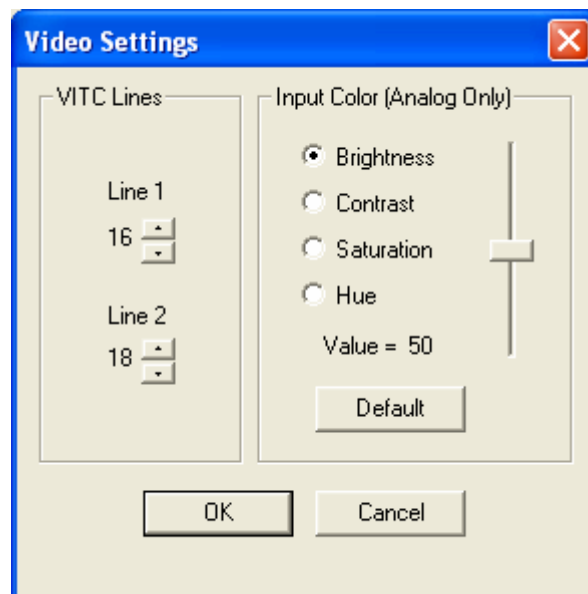 Video Settings
VITC Lines
Line 1
16
Line 2
18
Input Color (Analog Only)
Brightness
Contrast
Saturation
Hue
Value = 50
Default
OK
Cancel